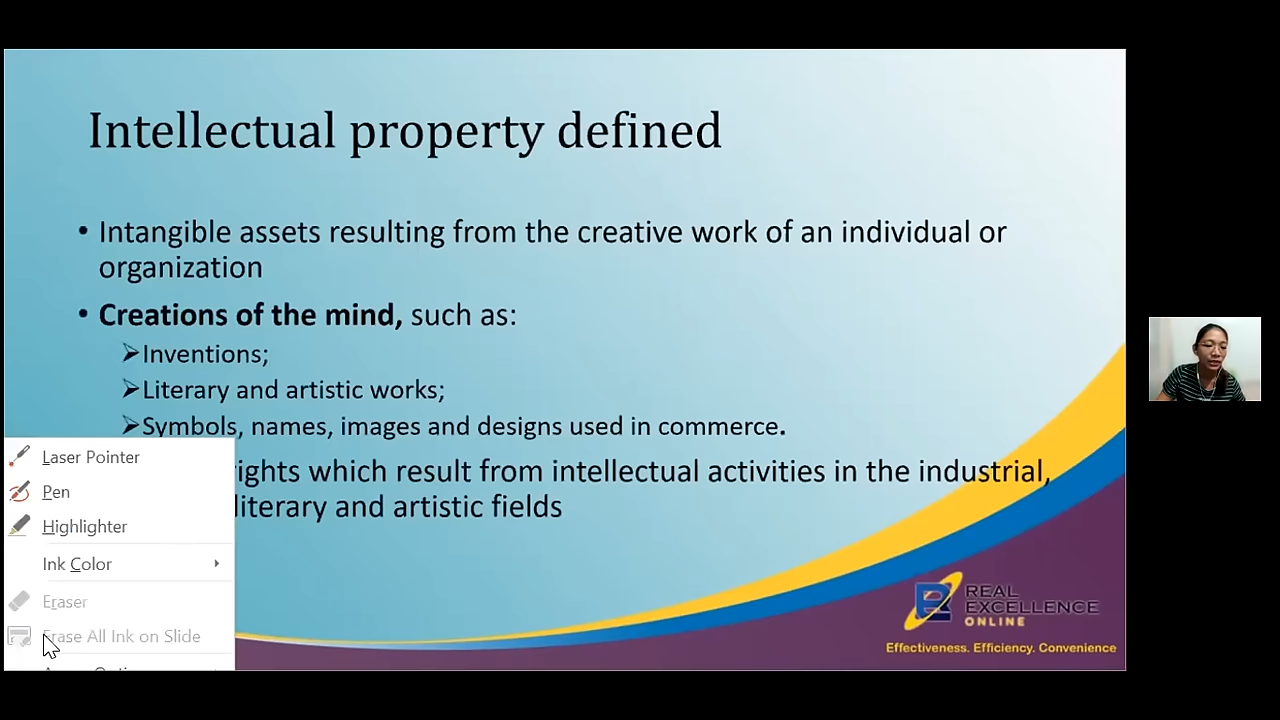 Intellectual property defined
• Intangible assets resulting from the creative work of an individual or
organization
• Creations of the mind, such as:
➢Inventions;
➢Literary and artistic works;
➢Symbols, names, images and designs used in commerce.
rights which result from intellectual activities in the industrial,
literary and artistic fields
Laser Pointer
Pen
Highlighter
Ink Color
Eraser
Erase All Ink on Slide
REAL
EXCELLENCE
ONLINE
Effectiveness. Efficiency. Convenience